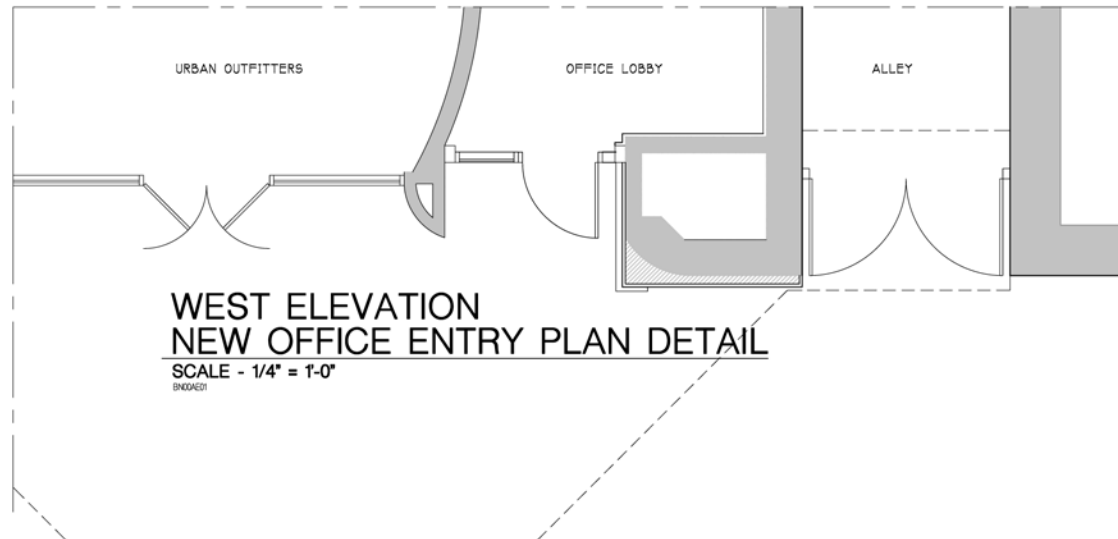 URBAN OUTFITTERS
OFFICE LOBBY
ALLEY
WEST ELEVATION
NEW OFFICE ENTRY PLAN DETAIL
SCALE - 1/4" = 1'-0"
BN00AE01